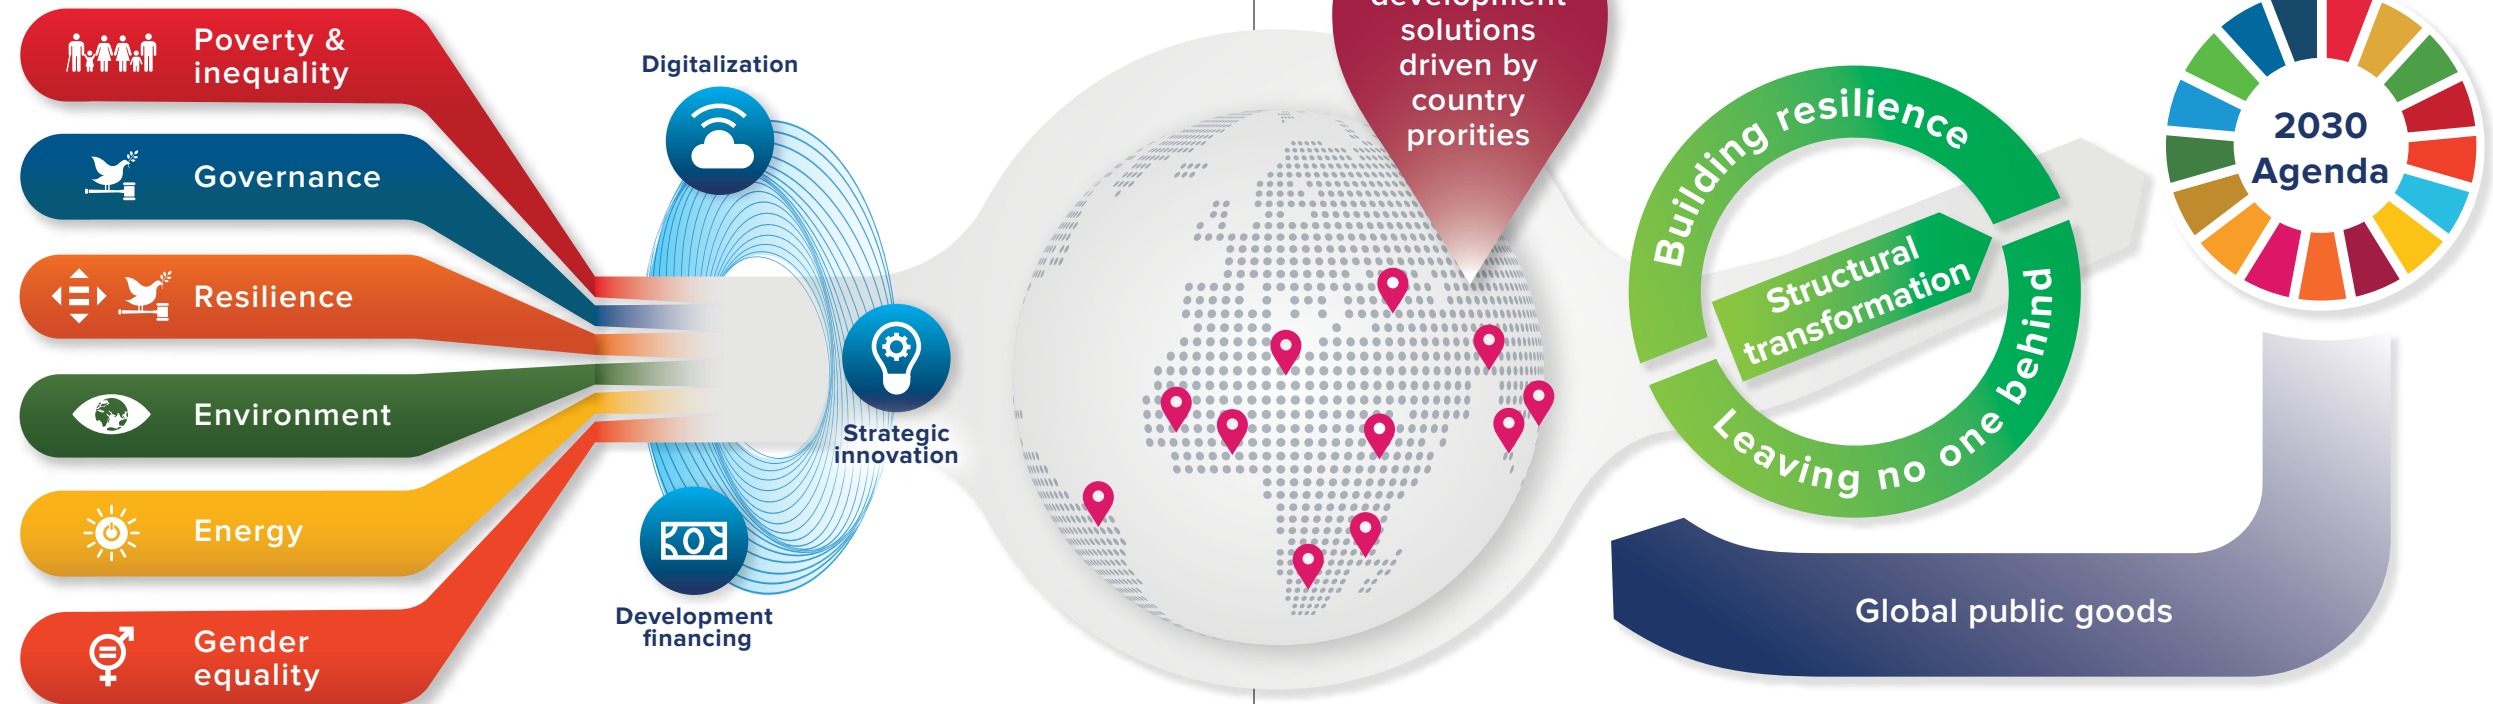 Poverty &
inequality
Governance
Resilience
Environment
Energy
Gender
equality
Digitalization
Strategic
innovation
Development
financing
development
solutions
driven by
country
prorities
Building resilience
Structural
transformation
Leaving no one behind
2030
Agenda
Global public goods